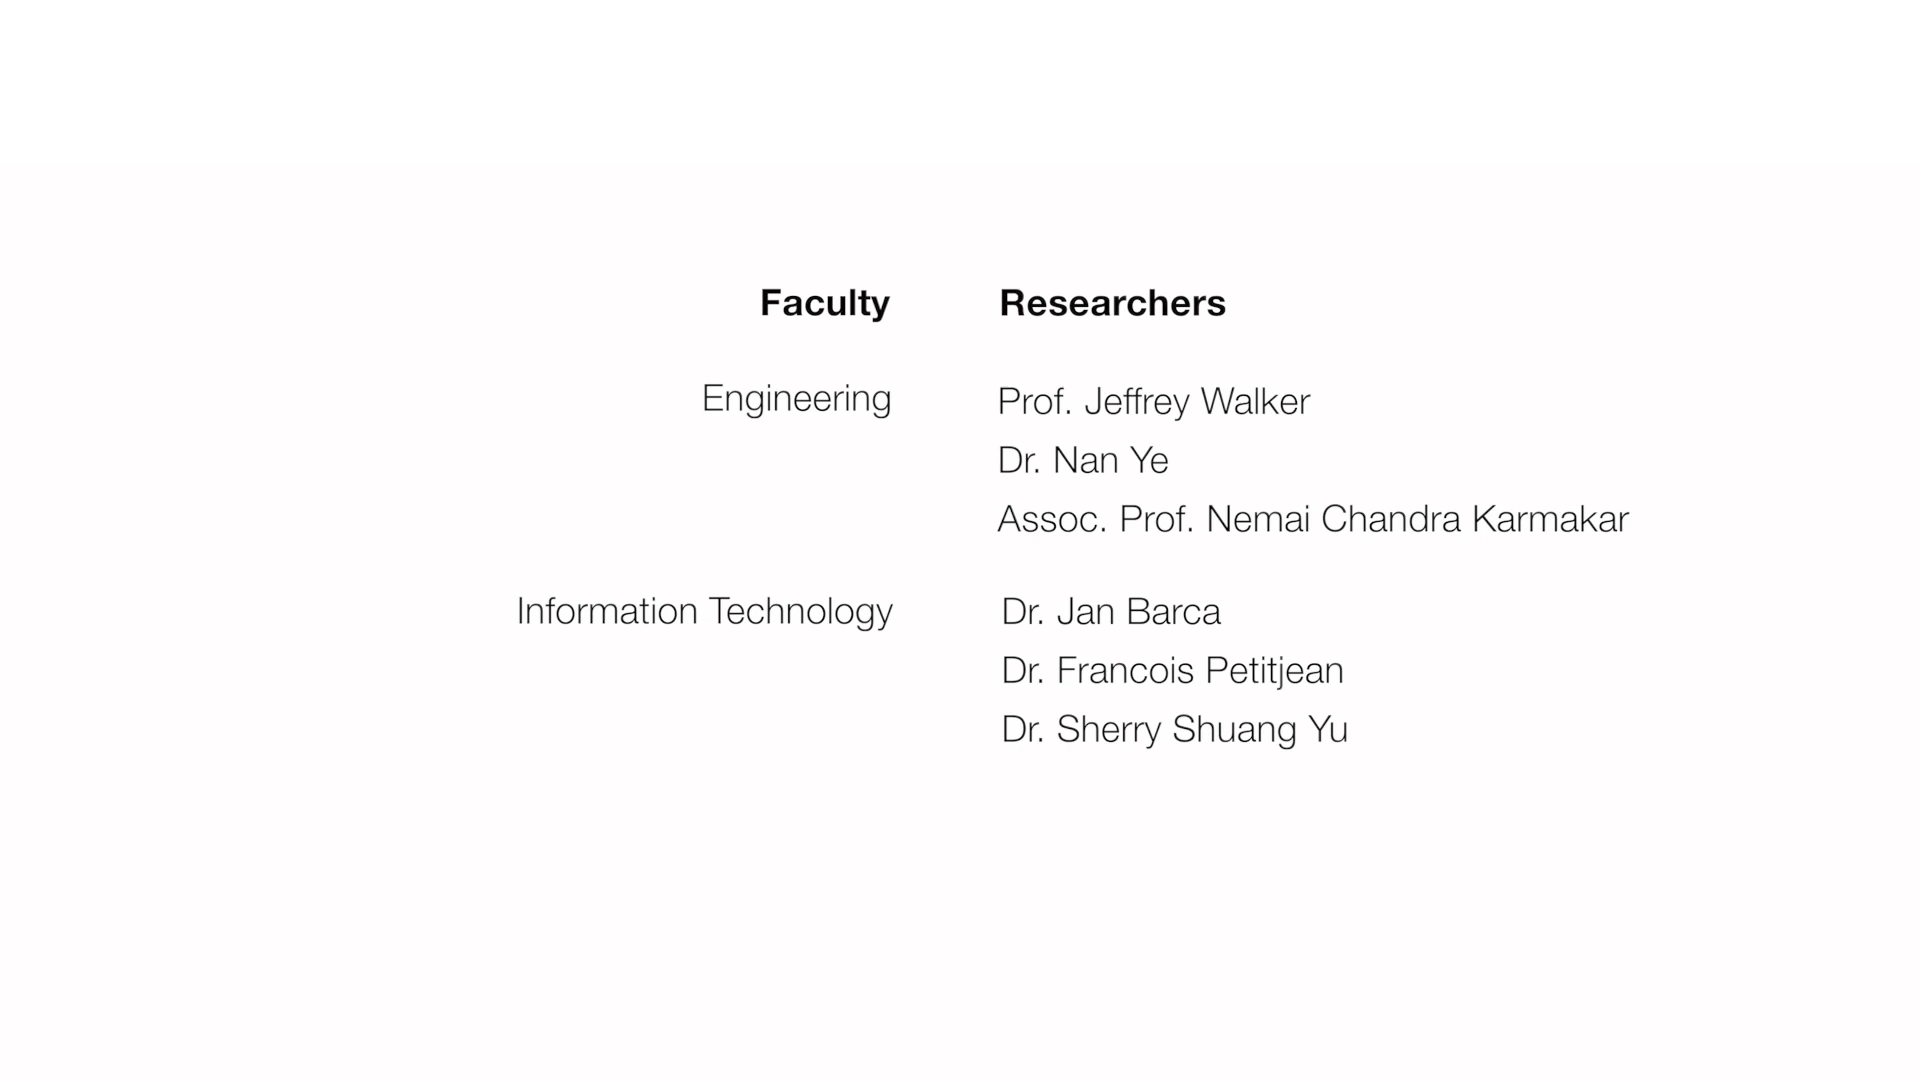 Faculty Researchers
Engineering Prof. Jeffrey Walker
Dr. Nan Ye
Assoc. Prof. Nemai Chandra Karmakar
Information Technology Dr. Jan Barca
Dr. Francois Petitjean
Dr. Sherry Shuang Yu